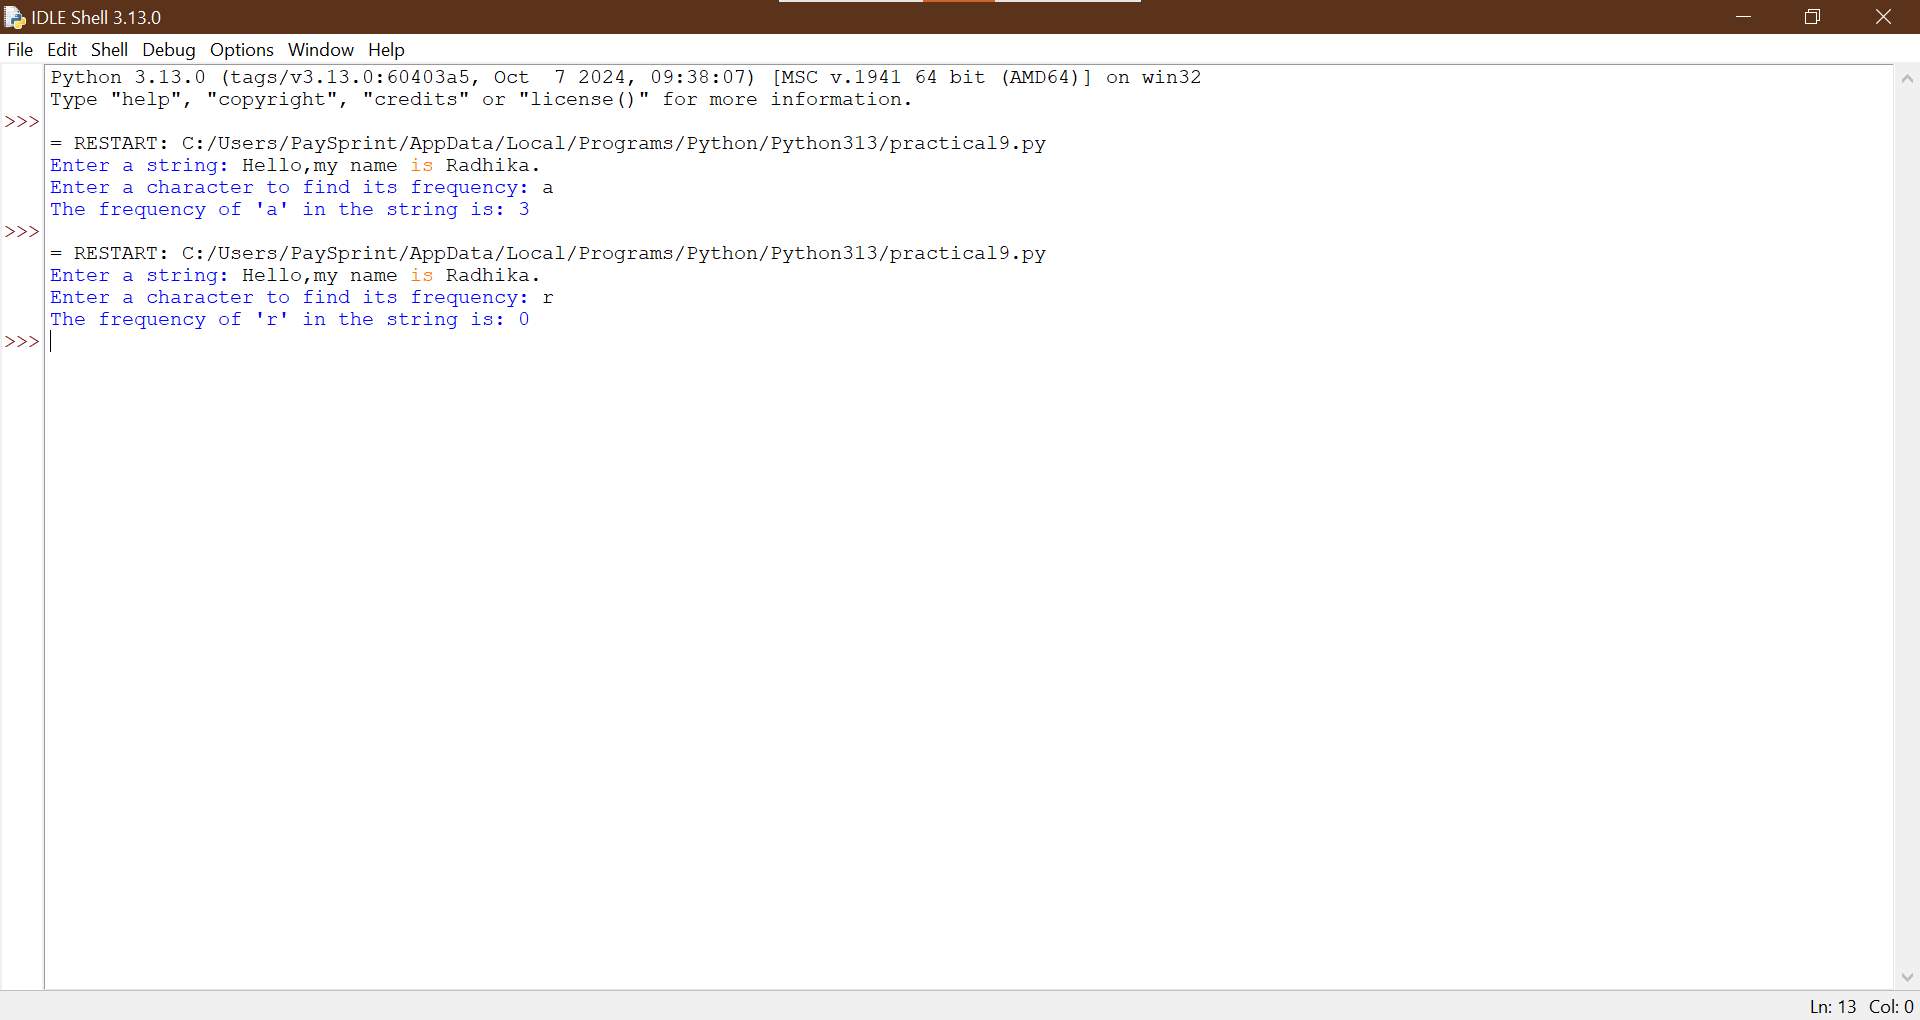 IDLE Shell 3.13.0
File Edit Shell Debug Options Window Help
Python 3.13.0 (tags/v3.13.0:60403a5, Oct  7 2024, 09:38:07) [MSC v.1941 64 bit (AMD64)] on win32
Type "help", "copyright", "credits" or "license()" for more information.
>>>
= RESTART: C:/Users/PaySprint/AppData/Local/Programs/Python/Python313/practical9.py
Enter a string: Hello,my name is Radhika.
Enter a character to find its frequency: a
The frequency of 'a' in the string is: 3
>>>
= RESTART: C:/Users/PaySprint/AppData/Local/Programs/Python/Python313/practical9.py
Enter a string: Hello,my name is Radhika.
Enter a character to find its frequency: r
The frequency of 'r' in the string is: 0
>>>
Ln: 13 Col: 0